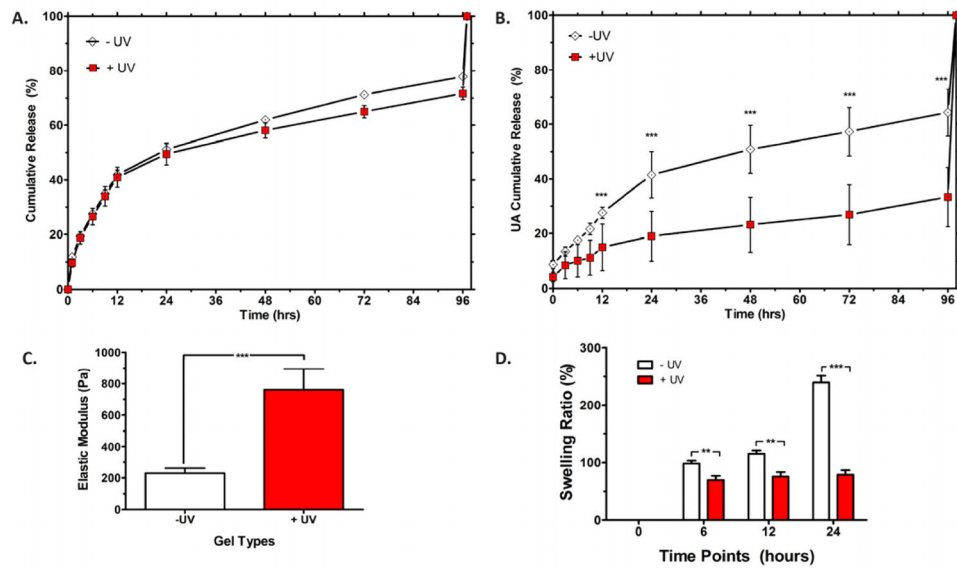 A.
- UV
+ UV
Cumulative Release (%)
100
80
60
40
20
0
0 12 24 36 48 60 72 84 96
Time (hrs)
B.
-UV
+UV
UA Cumulative Release (%)
100
80
60
40
20
0
***
***
***
***
***
0 12 24 36 48 60 72 84 96
Time (hrs)
C.
Elastic Modulus (Pa)
1000
800
600
400
200
0
***
-UV + UV
Gel Types
D.
- UV
+ UV
Swelling Ratio (%)
300
250
100
50
0
**
**
***
0 6 12 24
Time Points (hours)